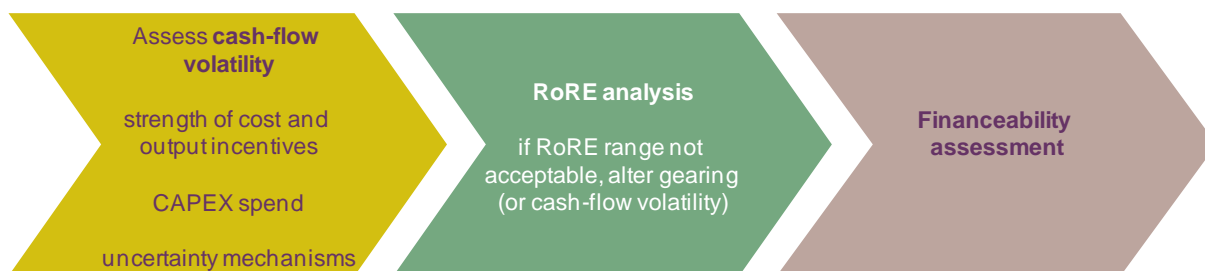 Assess cash-flow
volatility
strength of cost and
output incentives
CAPEX spend
uncertainty mechanisms
RoRE analysis
if RoRE range not
acceptable, alter gearing
(or cash-flow volatility)
Financeability
assessment